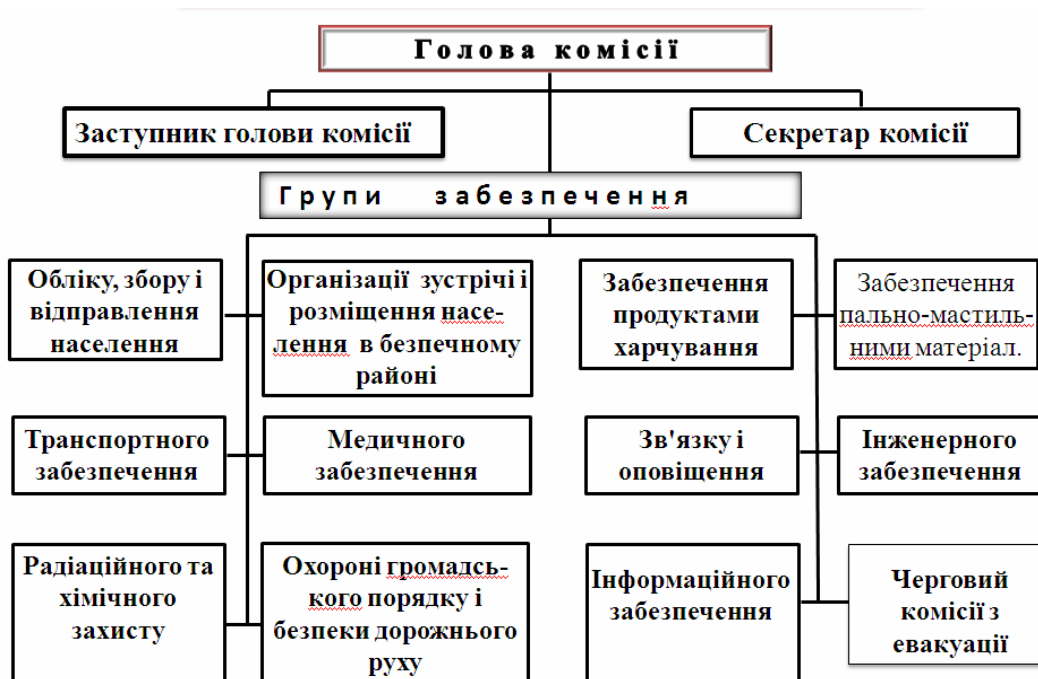 Голова комісії
Заступник голови комісії
Секретар комісії
Групи забезпечення
Обліку, збору і
відправлення
населення
Організації зустрічі і
розміщення насе-
лення в безпечному
районі
Забезпечення
продуктами
харчування
Забезпечення
пально-мастиль-
ними матеріал.
Транспортного
забезпечення
Медичного
забезпечення
Зв'язку і
оповіщення
Інженерного
забезпечення
Радіаційного та
хімічного
захисту
Охороні громадсь-
кого порядку і
безпеки дорожнього
руху
Інформаційного
забезпечення
Черговий
комісії з
евакуації